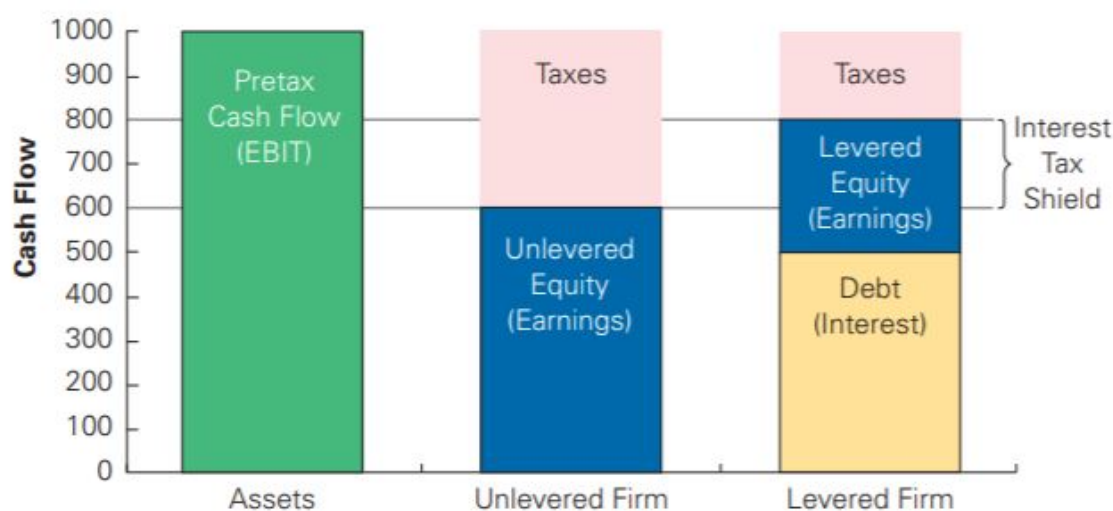 Cash Flow
1000
900
800
700
600
500
400
300
200
100
0
Pretax
Cash Flow
(EBIT)
Taxes
Unlevered
Equity
(Earnings)
Taxes
Levered
Equity
(Earnings)
Debt
(Interest)
Interest
Tax
Shield
Assets
Unlevered Firm
Levered Firm